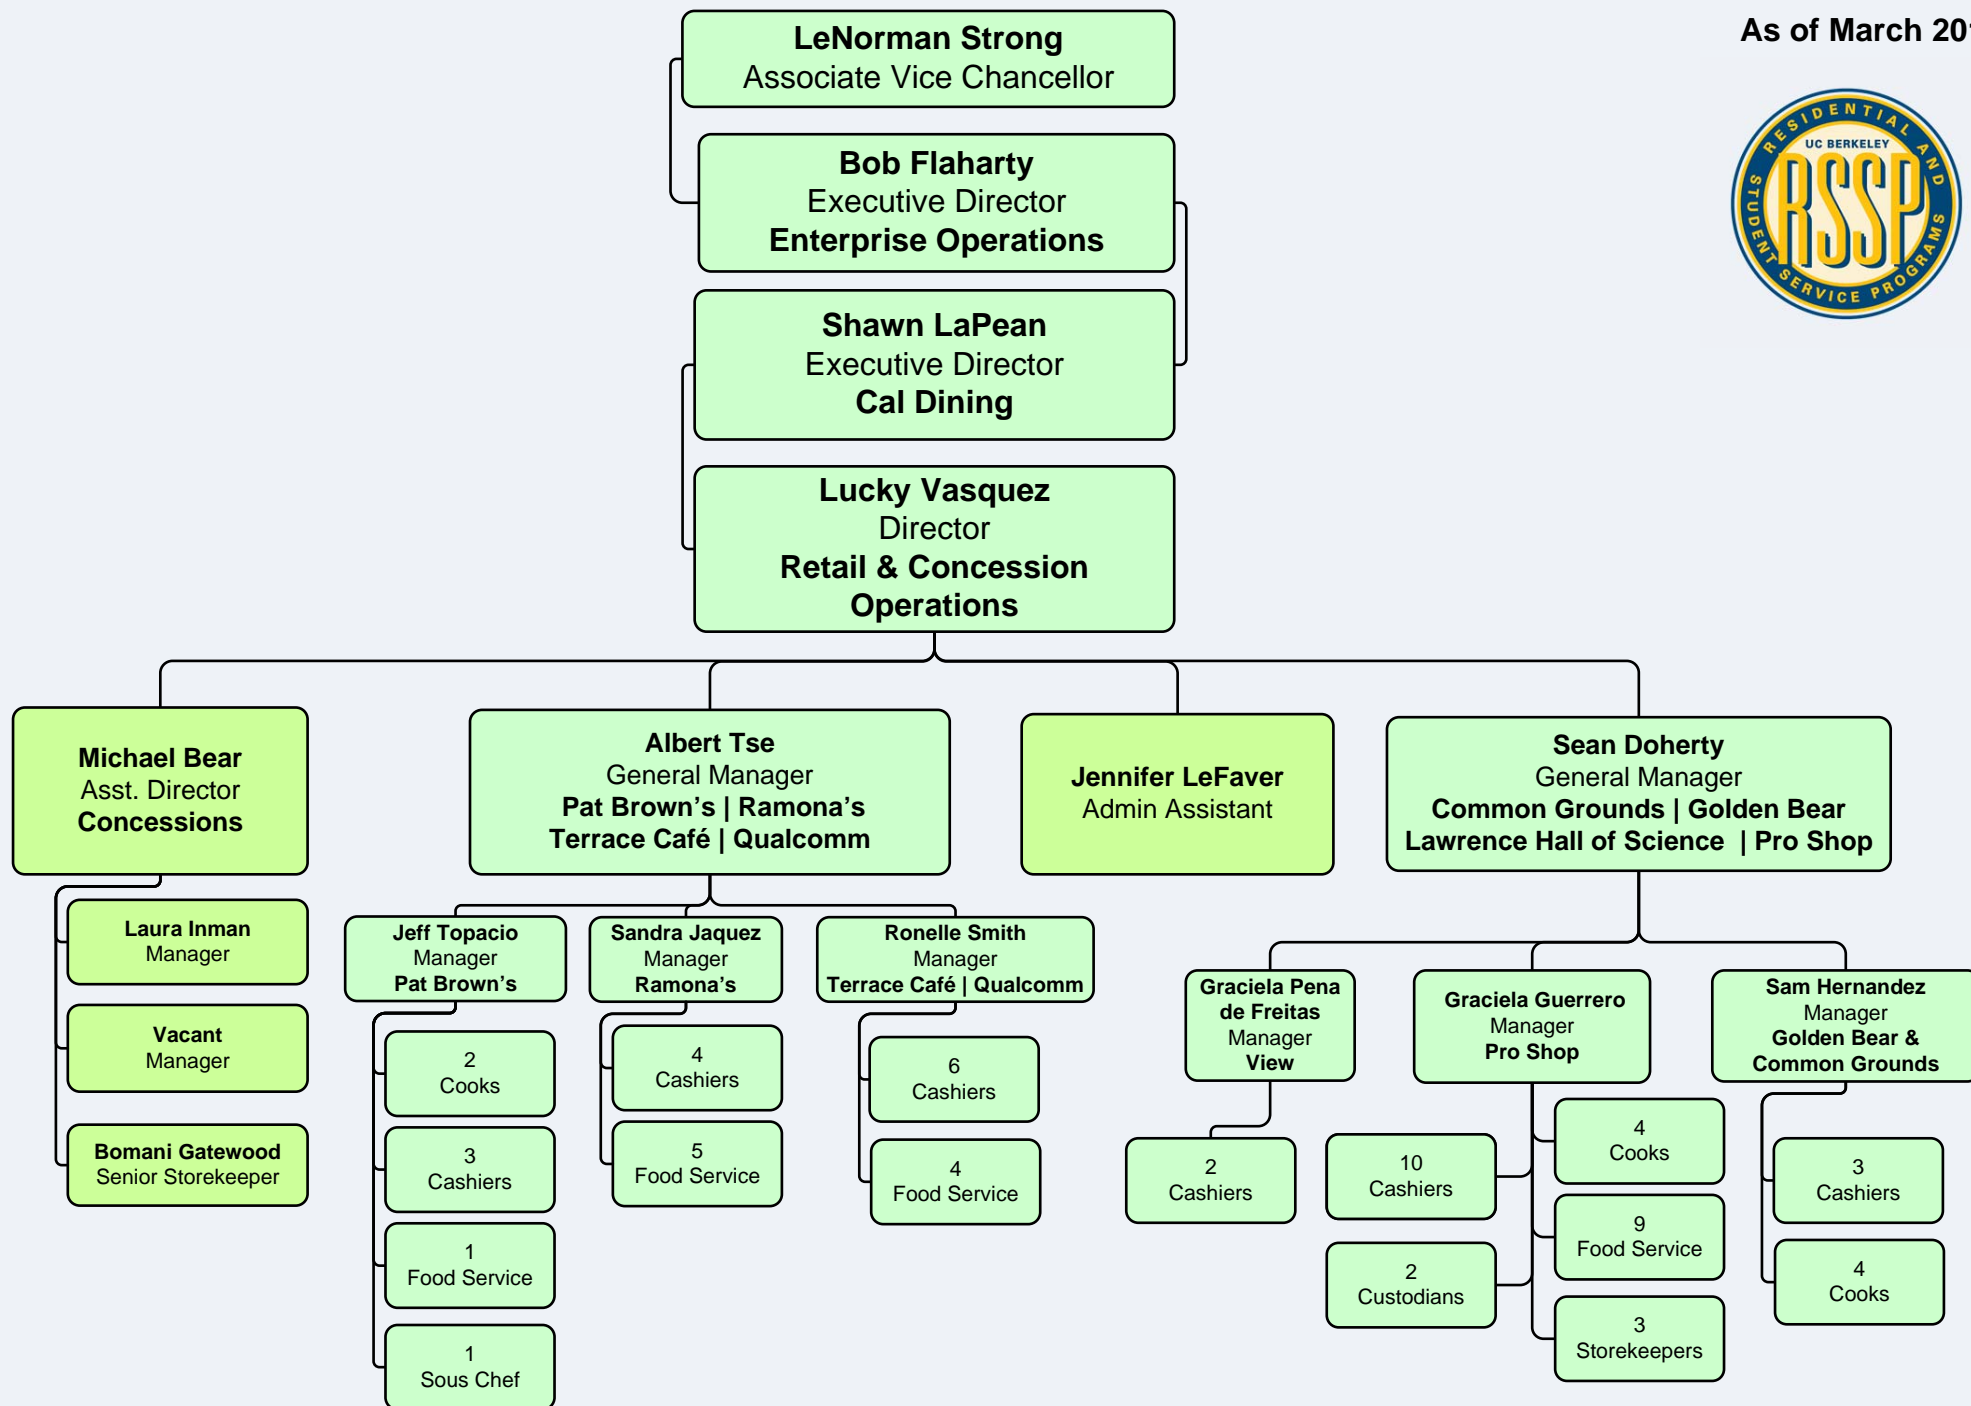 As of March 20
LeNorman Strong
Associate Vice Chancellor
RESIDENTIAL AND
STUDENT SERVICE PROGRAMS
UC BERKELEY
RSSP
Bob Flaharty
Executive Director
Enterprise Operations
Shawn LaPean
Executive Director
Cal Dining
Lucky Vasquez
Director
Retail & Concession
Operations
Michael Bear
Asst. Director
Concessions
Laura Inman
Manager
Vacant
Manager
Bomani Gatewood
Senior Storekeeper
Albert Tse
General Manager
Pat Brown’s | Ramona’s
Terrace Café | Qualcomm
Jeff Topacio
Manager
Pat Brown’s
2
Cooks
3
Cashiers
1
Food Service
1
Sous Chef
Sandra Jaquez
Manager
Ramona’s
4
Cashiers
5
Food Service
Ronelle Smith
Manager
Terrace Café | Qualcomm
6
Cashiers
4
Food Service
Jennifer LeFaver
Admin Assistant
Sean Doherty
General Manager
Common Grounds | Golden Bear
Lawrence Hall of Science | Pro Shop
Graciela Pena
de Freitas
Manager
View
2
Cashiers
Graciela Guerrero
Manager
Pro Shop
10
Cashiers
2
Custodians
4
Cooks
9
Food Service
3
Storekeepers
Sam Hernandez
Manager
Golden Bear &
Common Grounds
3
Cashiers
4
Cooks